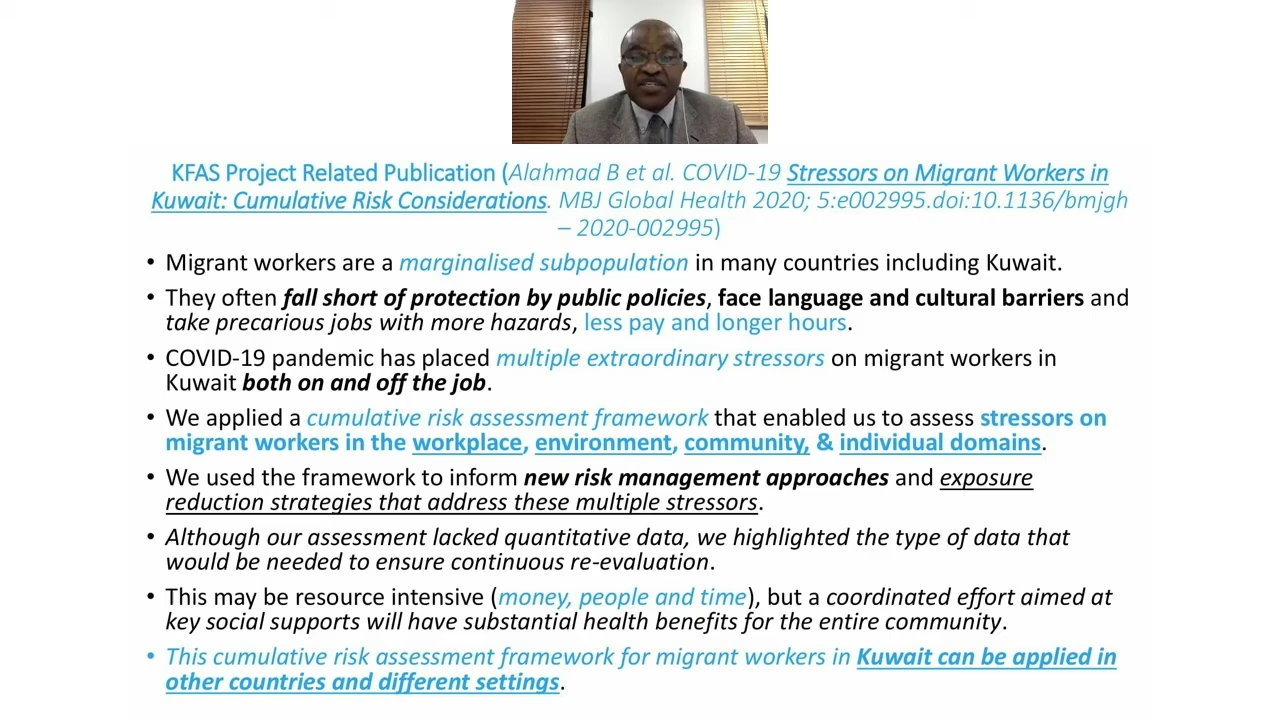 KFAS Project Related Publication (Alahmad B et al. COVID-19 Stressors on Migrant Workers in
Kuwait: Cumulative Risk Considerations. MBJ Global Health 2020; 5:e002995.doi:10.1136/bmjgh
– 2020-002995)
• Migrant workers are a marginalised subpopulation in many countries including Kuwait.
• They often fall short of protection by public policies, face language and cultural barriers and
take precarious jobs with more hazards, less pay and longer hours.
• COVID-19 pandemic has placed multiple extraordinary stressors on migrant workers in
Kuwait both on and off the job.
• We applied a cumulative risk assessment framework that enabled us to assess stressors on
migrant workers in the workplace, environment, community, & individual domains.
• We used the framework to inform new risk management approaches and exposure
reduction strategies that address these multiple stressors.
• Although our assessment lacked quantitative data, we highlighted the type of data that
would be needed to ensure continuous re-evaluation.
• This may be resource intensive (money, people and time), but a coordinated effort aimed at
key social supports will have substantial health benefits for the entire community.
• This cumulative risk assessment framework for migrant workers in Kuwait can be applied in
other countries and different settings.